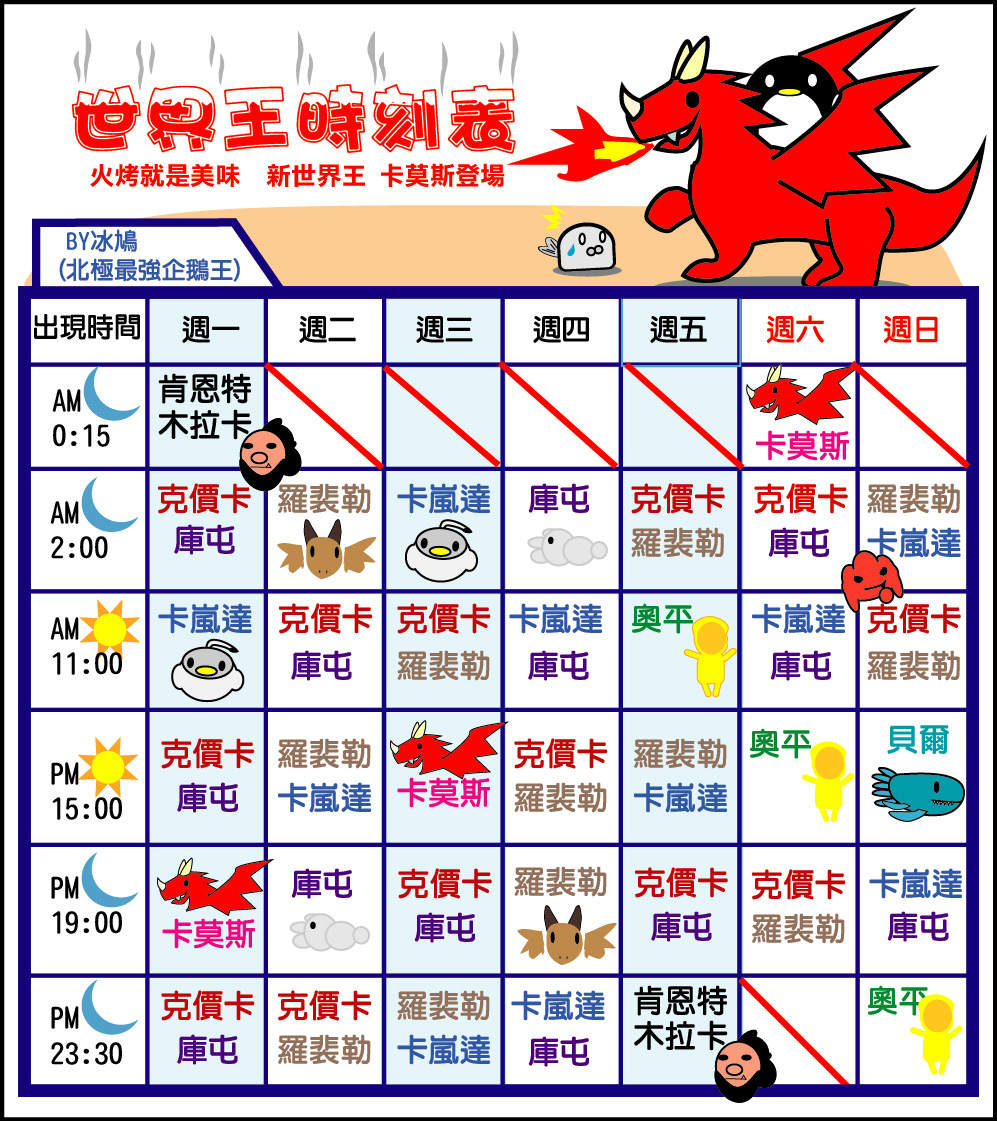 世界王時刻表
火烤就是美味 新世界王 卡莫斯登場
BY冰鳩
(北極最強企鵝王)
出現時間 週一 週二 週三 週四 週五 週六 週日
AM
0:15
肯恩特
木拉卡
卡莫斯
AM
2:00
克價卡 羅裴勒 卡嵐達 庫屯 克價卡 克價卡 羅裴勒
庫屯 羅裴勒 庫屯 卡嵐達
AM
11:00
卡嵐達 克價卡 克價卡 卡嵐達 奧平 卡嵐達 克價卡
庫屯 羅裴勒 庫屯 庫屯 羅裴勒
PM
15:00
克價卡 羅裴勒 卡莫斯 克價卡 羅裴勒 奧平 貝爾
庫屯 卡嵐達 羅裴勒 卡嵐達
PM
19:00
卡莫斯 庫屯 克價卡 羅裴勒 克價卡 克價卡 卡嵐達
庫屯 庫屯 羅裴勒 庫屯
PM
23:30
克價卡 克價卡 羅裴勒 卡嵐達 肯恩特 奧平
庫屯 羅裴勒 卡嵐達 庫屯 木拉卡